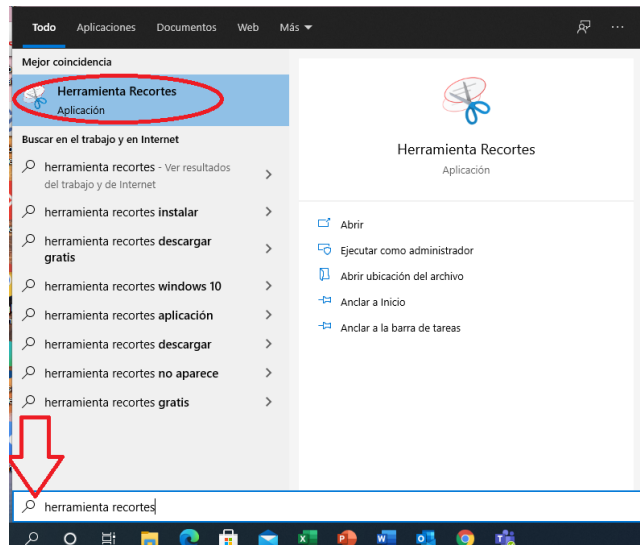 Todo Aplicaciones Documentos Web Más
Mejor coincidencia
Herramienta Recortes
Aplicación
Buscar en el trabajo y en Internet
herramienta recortes - Ver resultados
del trabajo y de Internet
herramienta recortes instalar
herramienta recortes descargar
gratis
herramienta recortes windows 10
herramienta recortes aplicación
herramienta recortes descargar
herramienta recortes no aparece
herramienta recortes gratis
Herramienta Recortes
Aplicación
Abrir
Ejecutar como administrador
Abrir ubicación del archivo
Anclar a Inicio
Anclar a la barra de tareas
herramienta recortes